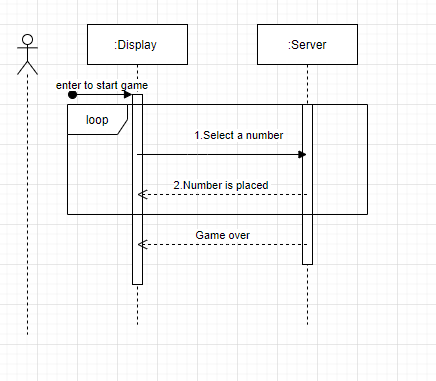 :Display
:Server
enter to start game
loop
1.Select a number
2.Number is placed
Game over